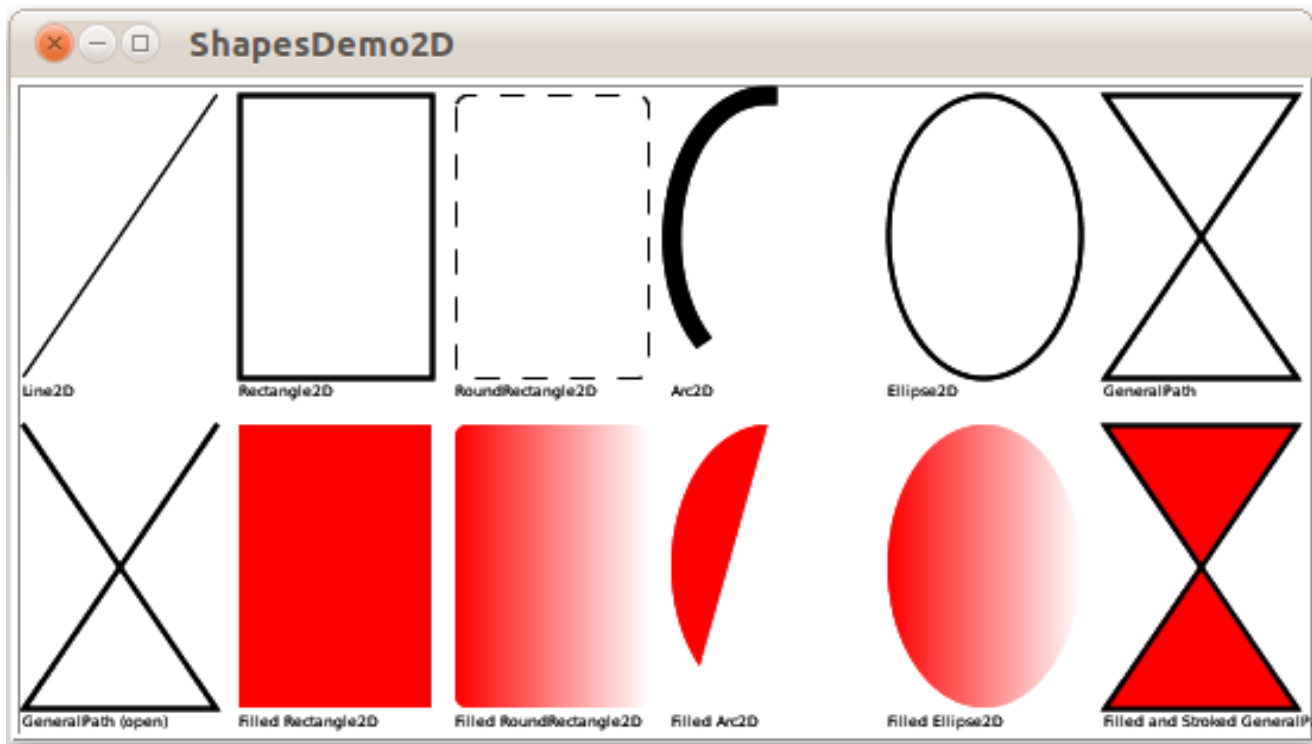 ShapesDemo2D
Line2D
Rectangle2D
RoundRectangle2D
Arc2D
Ellipse2D
GeneralPath
GeneralPath (open)
Filled Rectangle2D
Filled RoundRectangle2D
Filled Arc2D
Filled Ellipse2D
Filled and Stroked GeneralP